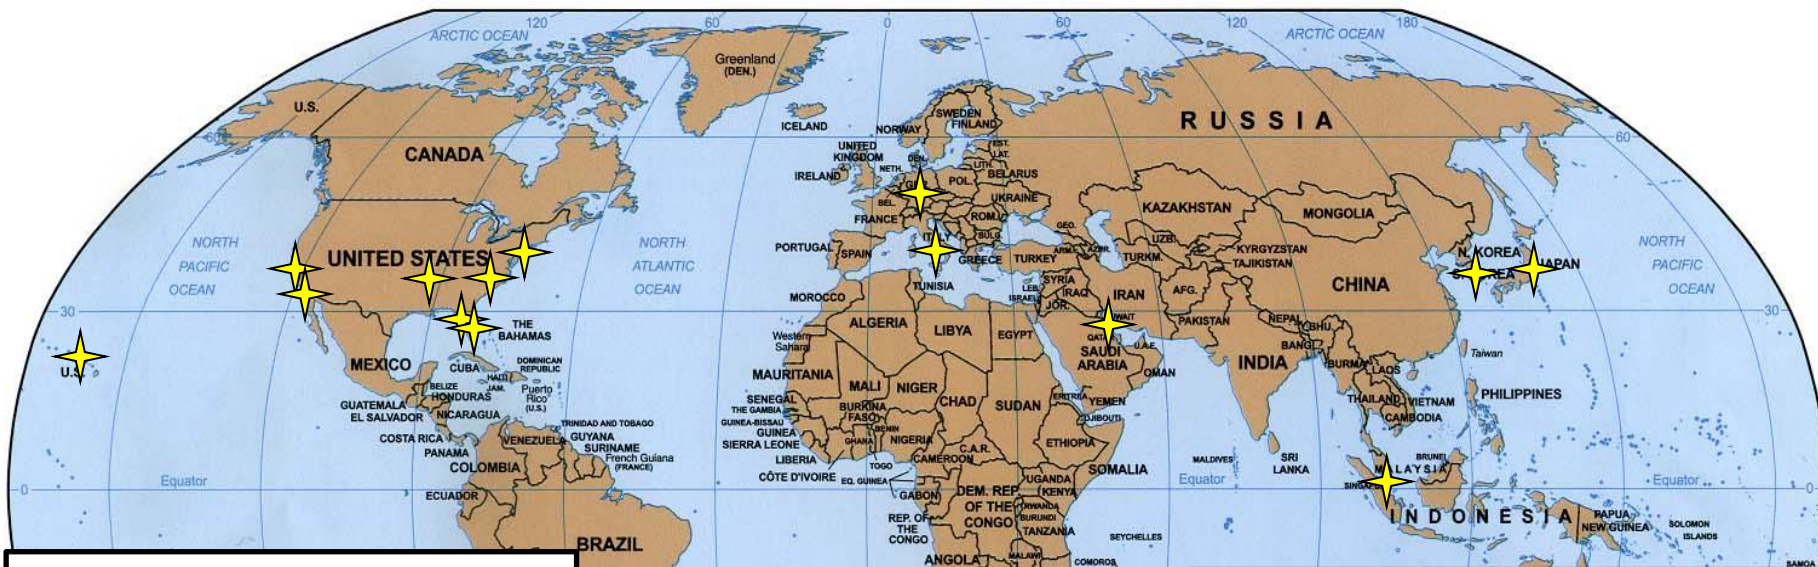 120
60
0
60
120
180
ARCTIC OCEAN
ARCTIC OCEAN
Greenland
(DEN.)
U.S.
RUSSIA
ICELAND
SWEDEN
FINLAND
NORWAY
60
60
CANADA
UNITED
KINGDOM
DEN.
EST.
LAT.
LITH.
IRELAND
NETH.
BELARUS
POL.
BEL.
UKRAINE
KAZAKHSTAN
MONGOLIA
FRANCE
ROM.
GEO.
BULG.
ITALY
NORTH
PACIFIC
OCEAN
UNITED STATES
NORTH
ATLANTIC
OCEAN
PORTUGAL
SPAIN
GREECE
TURKEY
ARM.
AZER.
UZB.
TURKM.
KYRGYZSTAN
TAJIKISTAN
N. KOREA
JAPAN
NORTH
PACIFIC
OCEAN
CHINA
TUNISIA
SYRIA
LEB.
ISRAEL
IRAQ
JOR.
IRAN
AFG.
MOROCCO
30
30
ALGERIA
LIBYA
EGYPT
PAKISTAN
NEPAL
BHU.
THE
BAHAMAS
Western
Sahara
QATAR
U.A.E.
SAUDI
ARABIA
BANG.
INDIA
Taiwan
U.S.
MEXICO
CUBA
DOMINICAN
REPUBLIC
HAITI
JAM.
Puerto
Rico
(U.S.)
MAURITANIA
MALI
NIGER
OMAN
BURMA
LAOS
BELIZE
HONDURAS
GUATEMALA
EL SALVADOR
NICARAGUA
SENEGAL
THE GAMBIA
GUINEA-BISSAU
GUINEA
SIERRA LEONE
LIBERIA
CÔTE D'IVOIRE
BURKINA
FASO
CHAD
SUDAN
ERITREA
YEMEN
DJIBOUTI
THAILAND
VIETNAM
CAMBODIA
PHILIPPINES
COSTA RICA
PANAMA
TRINIDAD AND TOBAGO
VENEZUELA
GUYANA
SURINAME
French Guiana
(FRANCE)
COLOMBIA
BENIN
GHANA
NIGERIA
TOGO
C.A.R.
CAMEROON
EQ. GUINEA
ETHIOPIA
SOMALIA
MALDIVES
SRI
LANKA
BRUNEI
MALAYSIA
0
Equator
ECUADOR
GABON
REP. OF
THE
CONGO
DEM. REP.
OF THE
CONGO
UGANDA
KENYA
RWANDA
BURUNDI
TANZANIA
Equator
Equator
0
INDONESIA
PAPUA
NEW GUINEA
SOLOMON
ISLANDS
SEYCHELLES
BRAZIL
ANGOLA
MALAWI
COMOROS
SAMOA